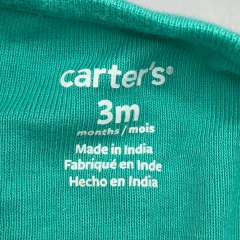 carter's®
3m
months / mois
Made in India
Fabriqué en Inde
Hecho en India